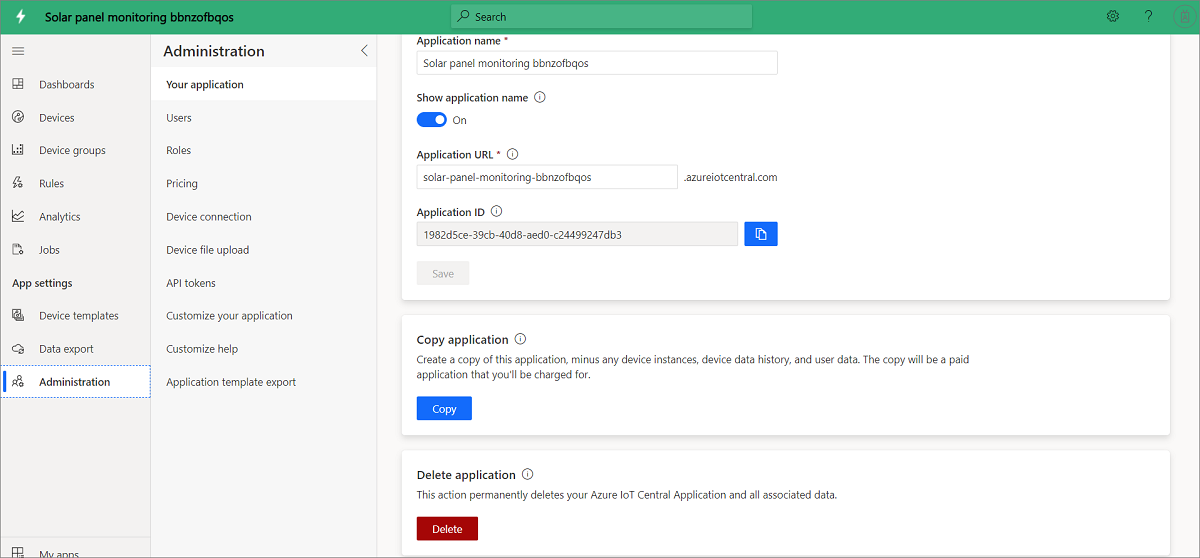 Solar panel monitoring bbnzofbqos
Search
?
Dashboards
Devices
Device groups
Rules
Analytics
Jobs
App settings
Device templates
Data export
Administration
My apps
Administration
Your application
Users
Roles
Pricing
Device connection
Device file upload
API tokens
Customize your application
Customize help
Application template export
Application name *
Solar panel monitoring bbnzofbqos
Show application name
On
Application URL *
solar-panel-monitoring-bbnzofbqos .azureiotcentral.com
Application ID
1982d5ce-39cb-40d8-aed0-c24499247db3
Save
Copy application
Create a copy of this application, minus any device instances, device data history, and user data. The copy will be a paid
application that you'll be charged for.
Copy
Delete application
This action permanently deletes your Azure IoT Central Application and all associated data.
Delete